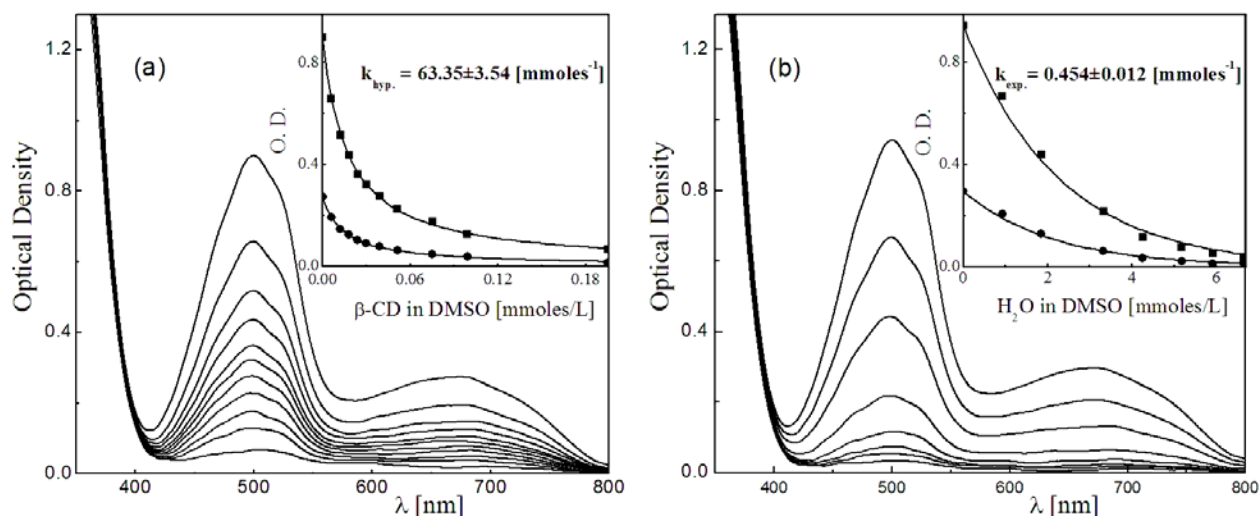 (a)
k_hyp. = 63.35±3.54 [mmoles⁻¹]
O. D.
0.8
0.4
0.0
0.00 0.06 0.12 0.18
β-CD in DMSO [mmoles/L]
Optical Density
1.2
0.8
0.4
0.0
400 500 600 700 800
λ [nm]
(b)
k_exp. = 0.454±0.012 [mmoles⁻¹]
O. D.
0.8
0.4
0.0
0 2 4 6
H₂O in DMSO [mmoles/L]
Optical Density
1.2
0.8
0.4
0.0
400 500 600 700 800
λ [nm]